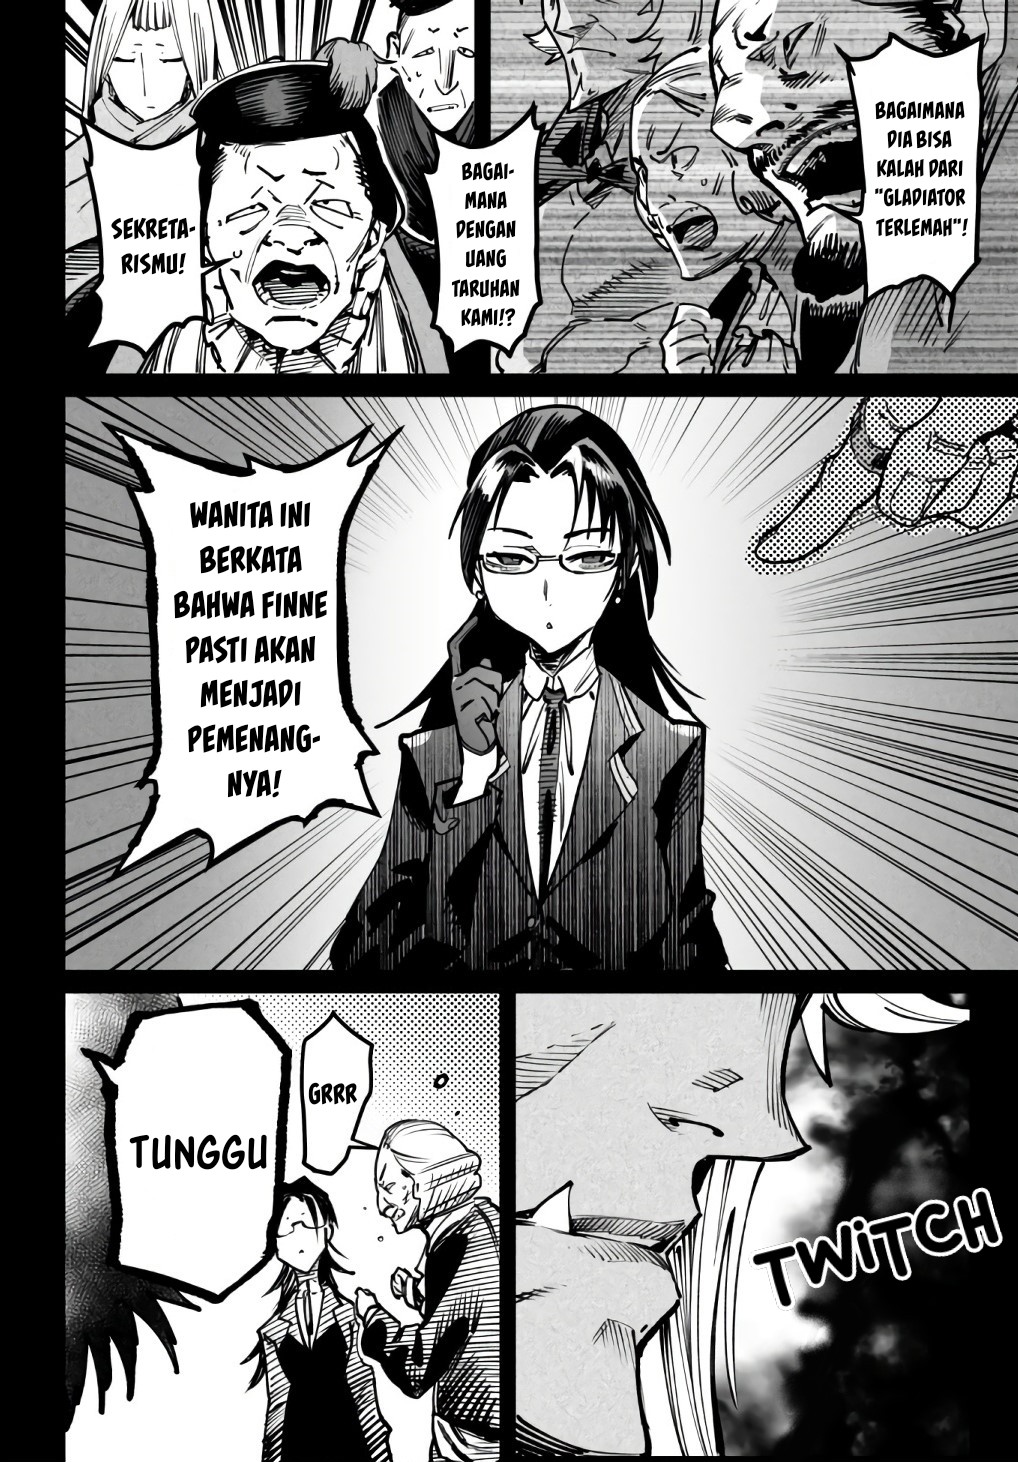 BAGAIMANA
DIA BISA
KALAH DARI
"GLADIATOR
TERLEMAH"!
BAGAI-
MANA
DENGAN
UANG
TARUHAN
KAMI!?
SEKRETA-
RISMU!
WANITA INI
BERKATA
BAHWA FINNE
PASTI AKAN
MENJADI
PEMENANG-
NYA!
TWITCH
GRRR
TUNGGU